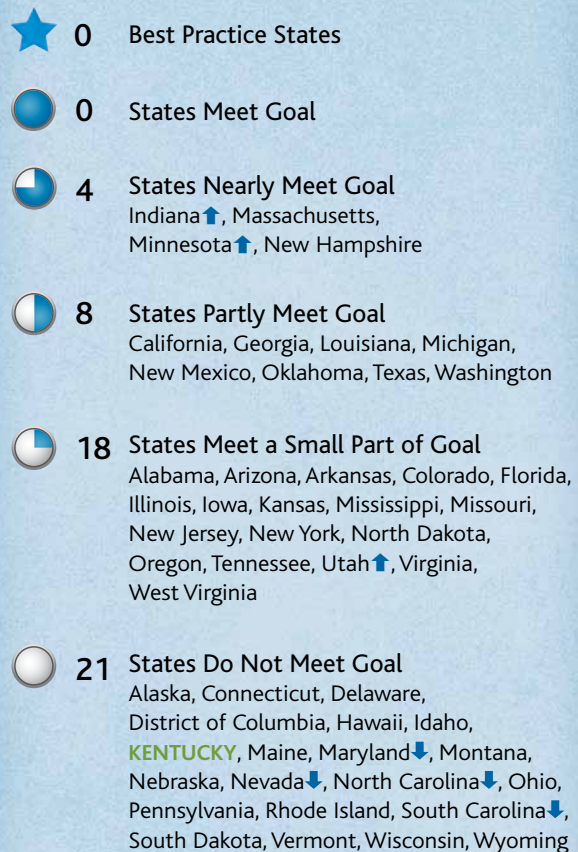 0 Best Practice States
0 States Meet Goal
4 States Nearly Meet Goal
Indiana⬆, Massachusetts,
Minnesota⬆, New Hampshire
8 States Partly Meet Goal
California, Georgia, Louisiana, Michigan,
New Mexico, Oklahoma, Texas, Washington
18 States Meet a Small Part of Goal
Alabama, Arizona, Arkansas, Colorado, Florida,
Illinois, Iowa, Kansas, Mississippi, Missouri,
New Jersey, New York, North Dakota,
Oregon, Tennessee, Utah⬆, Virginia,
West Virginia
21 States Do Not Meet Goal
Alaska, Connecticut, Delaware,
District of Columbia, Hawaii, Idaho,
KENTUCKY, Maine, Maryland⬇, Montana,
Nebraska, Nevada⬇, North Carolina⬇, Ohio,
Pennsylvania, Rhode Island, South Carolina⬇,
South Dakota, Vermont, Wisconsin, Wyoming